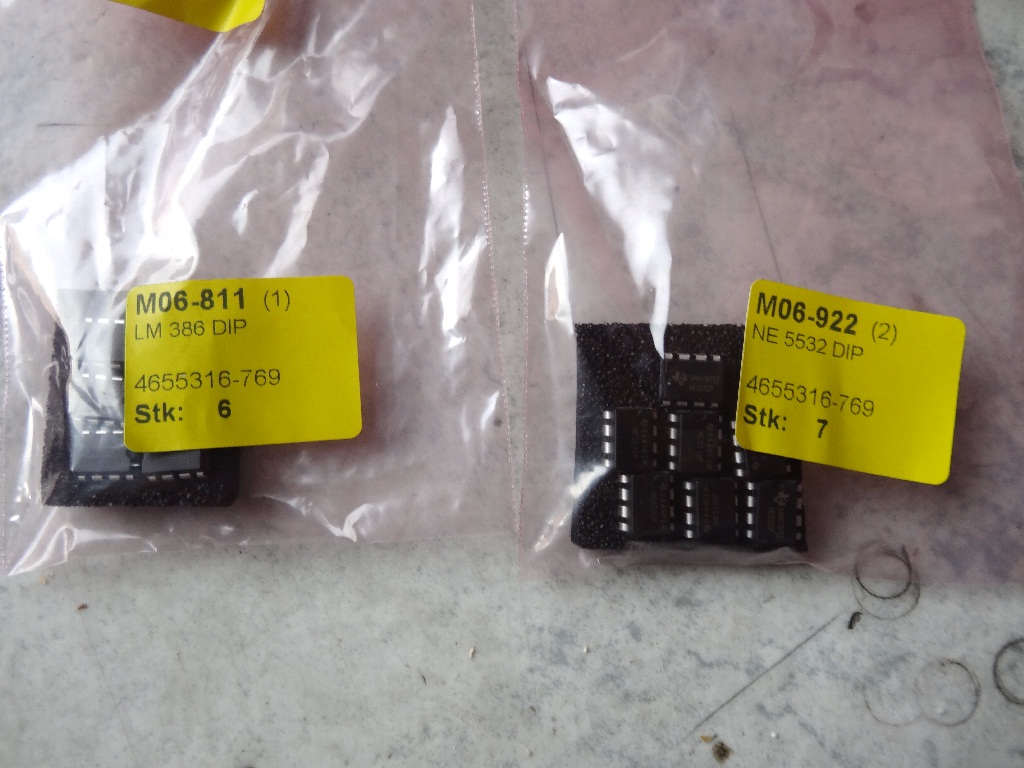 M06-811 (1)
LM 386 DIP
4655316-769
Stk: 6
M06-922 (2)
NE 5532 DIP
4655316-769
Stk: 7